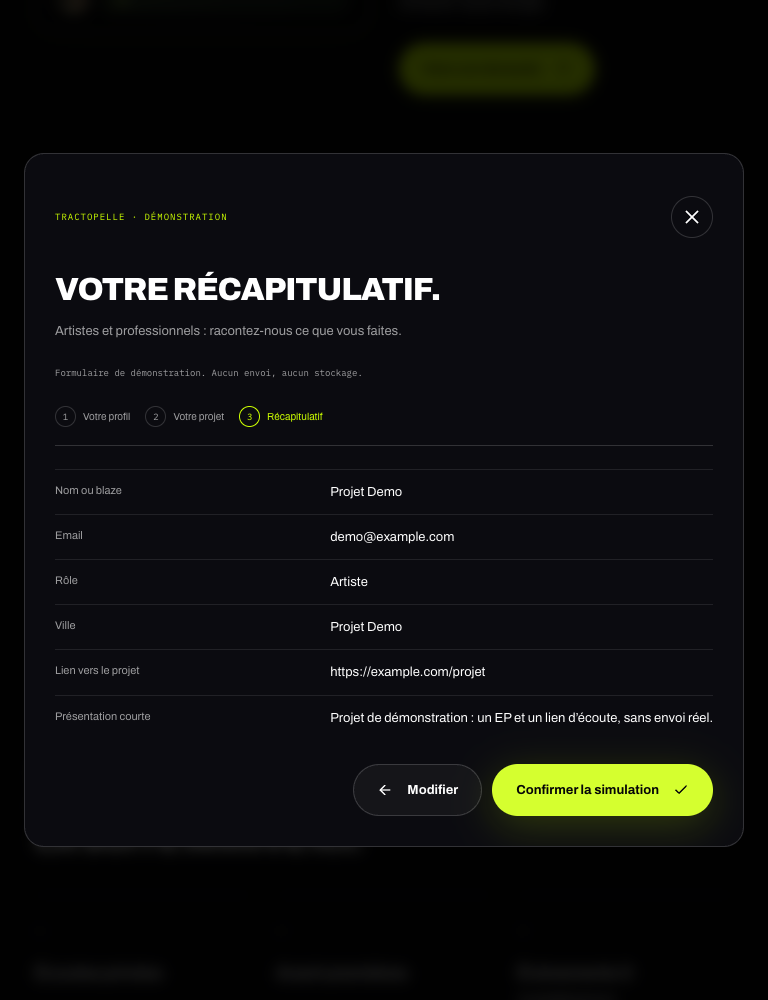 TRACTOPELLE · DÉMONSTRATION
VOTRE RÉCAPITULATIF.
Artistes et professionnels : racontez-nous ce que vous faites.
Formulaire de démonstration. Aucun envoi, aucun stockage.
1 Votre profil 2 Votre projet 3 Récapitulatif
Nom ou blaze Projet Demo
Email demo@example.com
Rôle Artiste
Ville Projet Demo
Lien vers le projet https://example.com/projet
Présentation courte Projet de démonstration : un EP et un lien d’écoute, sans envoi réel.
Modifier Confirmer la simulation